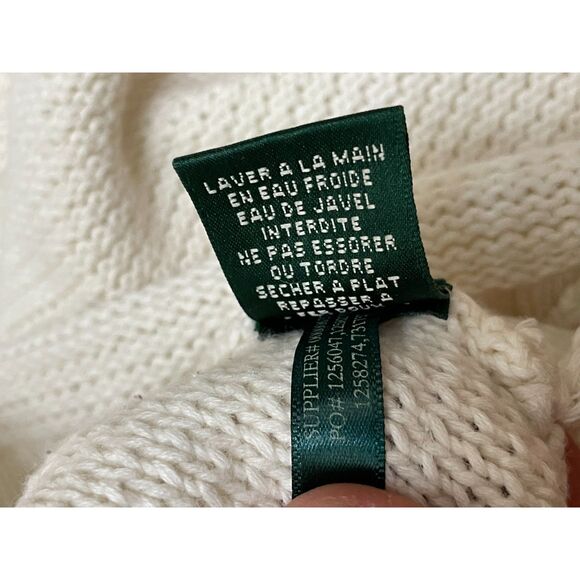 LAVER A LA MAIN
EN EAU FROIDE
EAU DE JAVEL
INTERDITE
NE PAS ESSORER
OU TORDRE
SECHER A PLAT
REPASSER A
SUPPLIER#
PO# 1256047,
1258274,